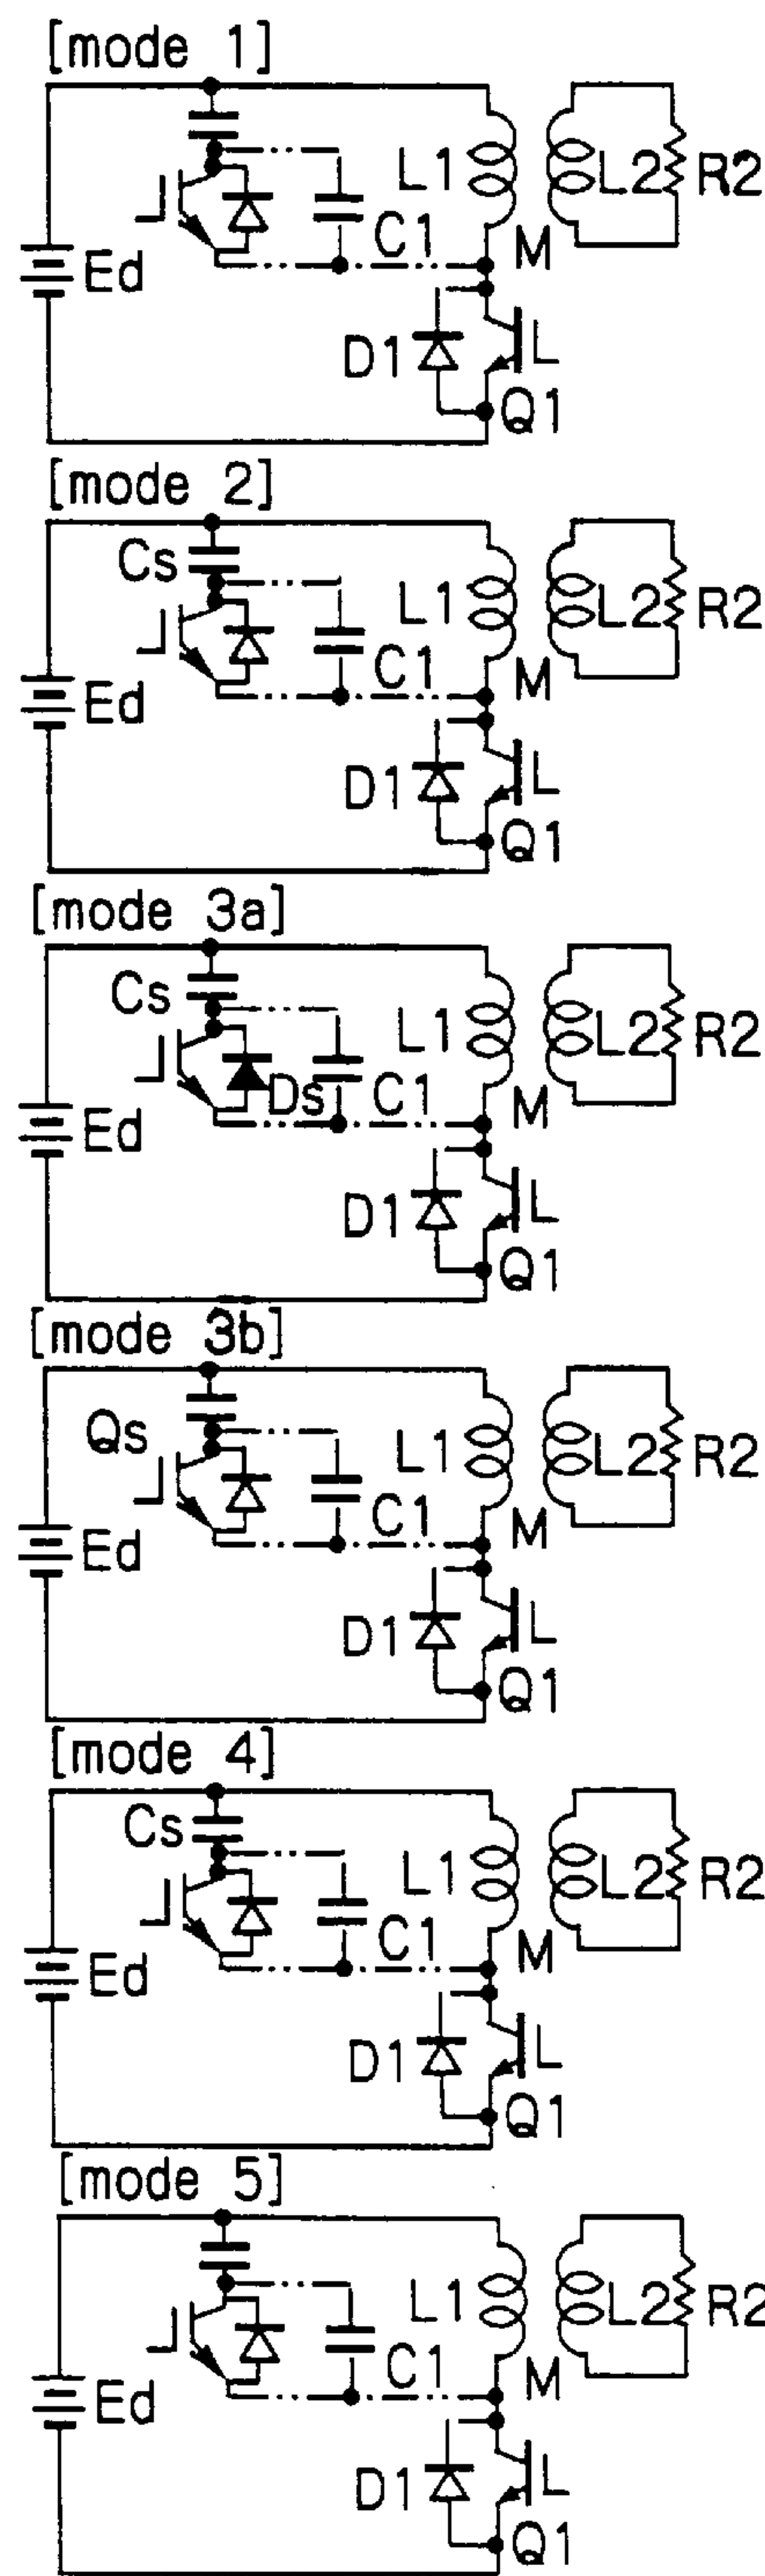 [mode 1]
L1 L2 R2
C1 M
Ed
D1 L
Q1
[mode 2]
Cs
L1 L2 R2
C1 M
Ed
D1 L
Q1
[mode 3a]
Cs
L1 L2 R2
Ds C1 M
Ed
D1 L
Q1
[mode 3b]
Qs
L1 L2 R2
C1 M
Ed
D1 L
Q1
[mode 4]
Cs
L1 L2 R2
C1 M
Ed
D1 L
Q1
[mode 5]
L1 L2 R2
C1 M
Ed
D1 L
Q1